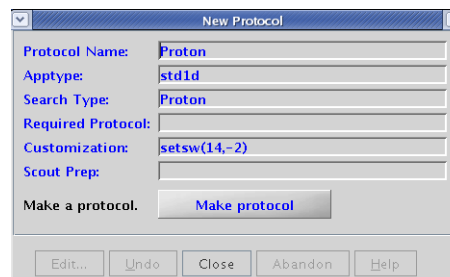 New Protocol
Protocol Name: Proton
Apptype: std1d
Search Type: Proton
Required Protocol:
Customization: setsw(14,-2)
Scout Prep:
Make a protocol. Make protocol
Edit... Undo Close Abandon Help